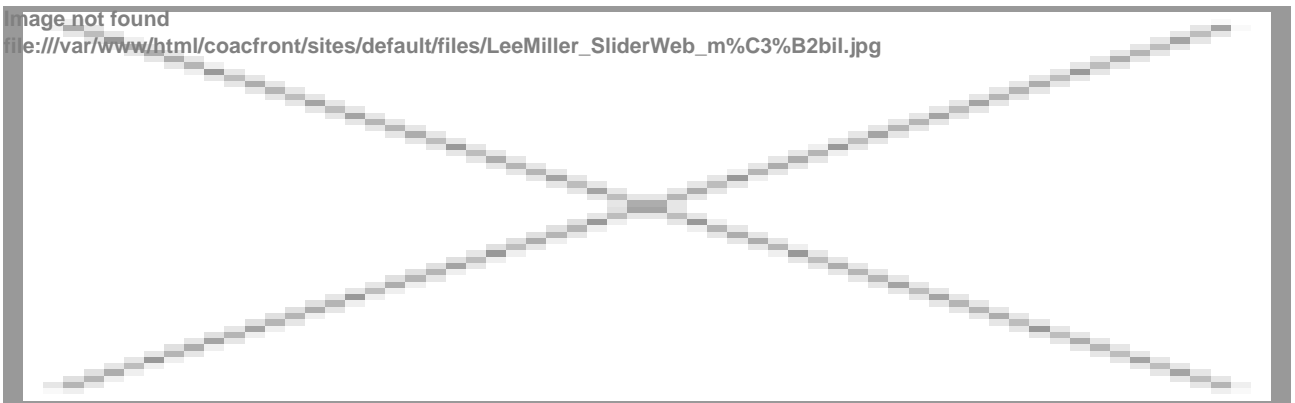 Image not found
file:///var/www/html/coacfront/sites/default/files/LeeMiller_SliderWeb_m%C3%B2bil.jpg